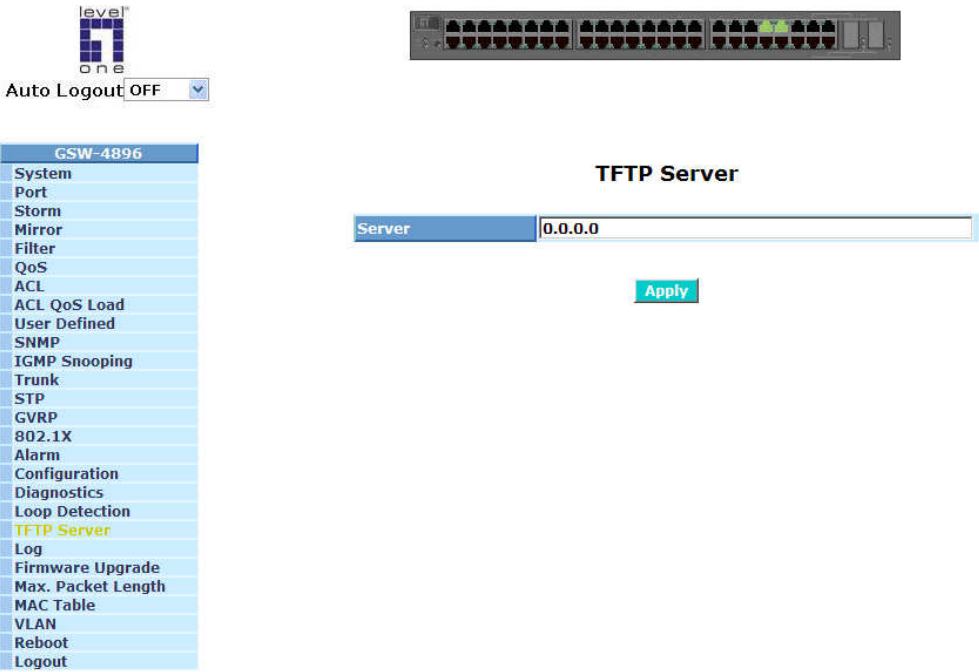 level
one
Auto Logout OFF
GSW-4896
System
Port
Storm
Mirror
Filter
QoS
ACL
ACL QoS Load
User Defined
SNMP
IGMP Snooping
Trunk
STP
GVRP
802.1X
Alarm
Configuration
Diagnostics
Loop Detection
TFTP Server
Log
Firmware Upgrade
Max. Packet Length
MAC Table
VLAN
Reboot
Logout
TFTP Server
Server 0.0.0.0
Apply